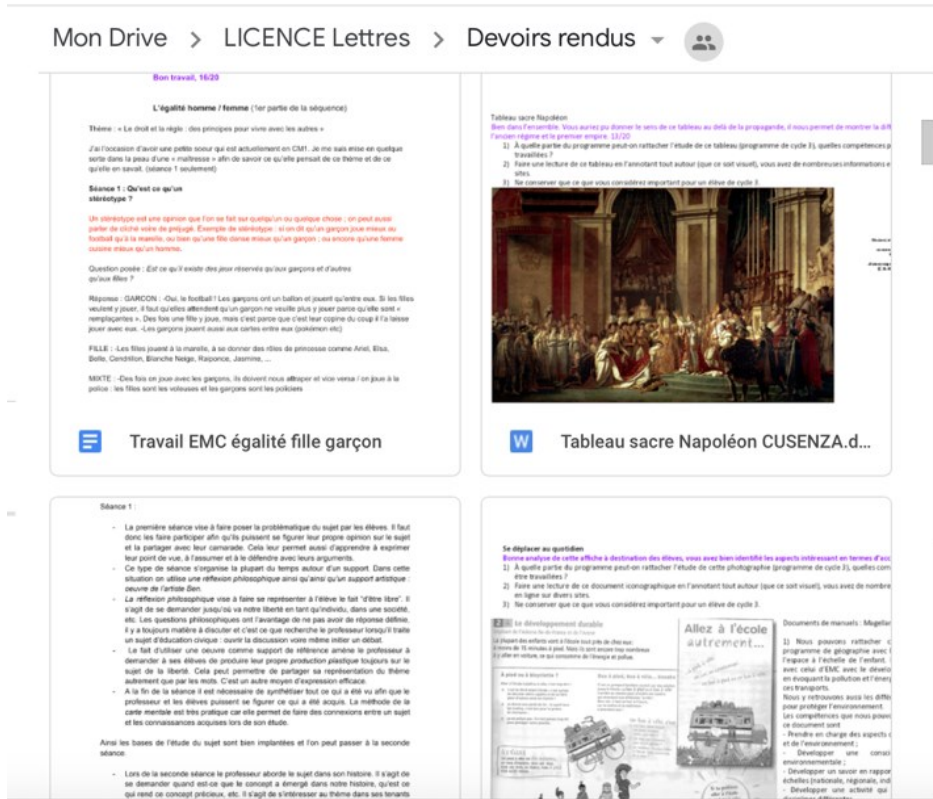 Mon Drive > LICENCE Lettres > Devoirs rendus
Bon travail, 16/20
L'égalité homme / femme (1er partie de la séquence)
Thème : « Le droit et la règle : des principes pour vivre avec les autres »
J'ai l'occasion d'avoir une petite soeur qui est actuellement en CM1. Je me suis mise en quelque
sorte dans la peau d'une « maîtresse » afin de savoir ce qu'elle pensait de ce thème et de ce
qu'elle en savait. (séance 1 seulement)
Séance 1 : Qu'est ce qu'un
stéréotype ?
Un stéréotype est une opinion que l'on se fait sur quelqu'un ou quelque chose ; on peut aussi
parler de cliché voire de préjugé. Exemple de stéréotype : si on dit qu'un garçon joue mieux au
football qu'à la marelle, ou bien qu'une fille danse mieux qu'un garçon ; ou encore qu'une femme
cuisine mieux qu'un homme.
Question posée : Est ce qu'il existe des jeux réservés qu'aux garçons et d'autres
qu'aux filles ?
Réponse : GARCON : -Oui, le football ! Les garçons ont un ballon et jouent qu'entre eux. Si les filles
veulent y jouer, il faut qu'elles attendent qu'un garçon ne veuille plus y jouer parce qu'elle sont «
remplaçantes ». Des fois une fille y joue, mais c'est parce que c'est leur copine du coup il l'a laisse
jouer avec eux. -Les garçons jouent aussi aux cartes entre eux (pokémon etc)
FILLE : -Les filles jouent à la marelle, à se donner des rôles de princesse comme Ariel, Elsa,
Belle, Cendrillon, Blanche Neige, Raiponce, Jasmine, ...
MIXTE : -Des fois on joue avec les garçons, ils doivent nous attraper et vice versa / on joue à la
police : les filles sont les voleuses et les garçons sont les policiers
Travail EMC égalité fille garçon
Tableau sacre Napoléon
Bien dans l'ensemble. Vous auriez pu donner le sens de ce tableau au delà de la propagande, il nous permet de montrer la
l'ancien régime et le premier empire. 13/20
1) À quelle partie du programme peut-on rattacher l'étude de ce tableau (programme de cycle 3), quelles compétences
travaillées ?
2) Faire une lecture de ce tableau en l'annotant tout autour (que ce soit visuel), vous avez de nombreuses informations
sites.
3) Ne conserver que ce que vous considérez important pour un élève de cycle 3
Tableau sacre Napoléon CUSENZA.d...
Séance 1 :
- La première séance vise à faire poser la problématique du sujet par les élèves. Il faut
donc les faire participer afin qu'ils puissent se figurer leur propre opinion sur le sujet
et la partager avec leur camarade. Cela leur permet aussi d'apprendre à exprimer
leur point de vue, à l'assumer et à le défendre avec leurs arguments.
- Ce type de séance s'organise la plupart du temps autour d'un support. Dans cette
situation on utilise une réflexion philosophique ainsi qu'ainsi qu'un support artistique :
oeuvre de l'artiste Ben.
- La réflexion philosophique vise à faire se représenter à l'élève le fait "d'être libre". Il
s'agit de se demander jusqu'où va notre liberté en tant qu'individu, dans une société,
etc. Les questions philosophiques ont l'avantage de ne pas avoir de réponse définie,
il y a toujours matière à discuter et c'est ce que recherche le professeur lorsqu'il traite
un sujet d'éducation civique : ouvrir la discussion voire même initier un débat.
- Le fait d'utiliser une oeuvre comme support de référence amène le professeur à
demander à ses élèves de produire leur propre production plastique toujours sur le
sujet de la liberté. Cela peut permettre de partager sa représentation du thème
autrement que par les mots. C'est un autre moyen d'expression efficace.
- A la fin de la séance il est nécessaire de synthétiser tout ce qui a été vu afin que le
professeur et les élèves puissent se figurer ce qui a été acquis. La méthode de la
carte mentale est très pratique car elle permet de faire des connexions entre un sujet
et les connaissances acquises lors de son étude.
Ainsi les bases de l'étude du sujet sont bien implantées et l'on peut passer à la seconde
séance.
- Lors de la seconde séance le professeur aborde le sujet dans son histoire. Il s'agit de
se demander quand est-ce que le concept a émergé dans notre histoire, qu'est ce
qui rend ce concept précieux, etc. Il s'agit de s'intéresser au thème dans ses tenants
Se déplacer au quotidien
Bonne analyse de cette affiche à destination des élèves, vous avez bien identifié les aspects intéressant en termes
1) À quelle partie du programme peut-on rattacher l'étude de cette photographie (programme de cycle 3), quelles
être travaillées ?
2) Faire une lecture de ce document iconographique en l'annotant tout autour (que ce soit visuel), vous avez de
en ligne sur divers sites.
3) Ne conserver que ce que vous considérez important pour un élève de cycle 3.
2 Le développement durable
Allez à l'école
autrement...
Documents de manuels :
1) Nous pouvons rattacher
programme de géographie avec
l'espace à l'échelle de l'enfant.
avec celui d'EMC avec le
en évoquant la pollution et
ces transports.
Nous y retrouvons aussi les
pour protéger l'environnement.
Les compétences que nous
ce document sont
- Prendre en charge des aspects
et de l'environnement ;
- Développer une
environnementale ;
- Développer un savoir en
échelles (nationale, régionale,
- Développer une activité qui